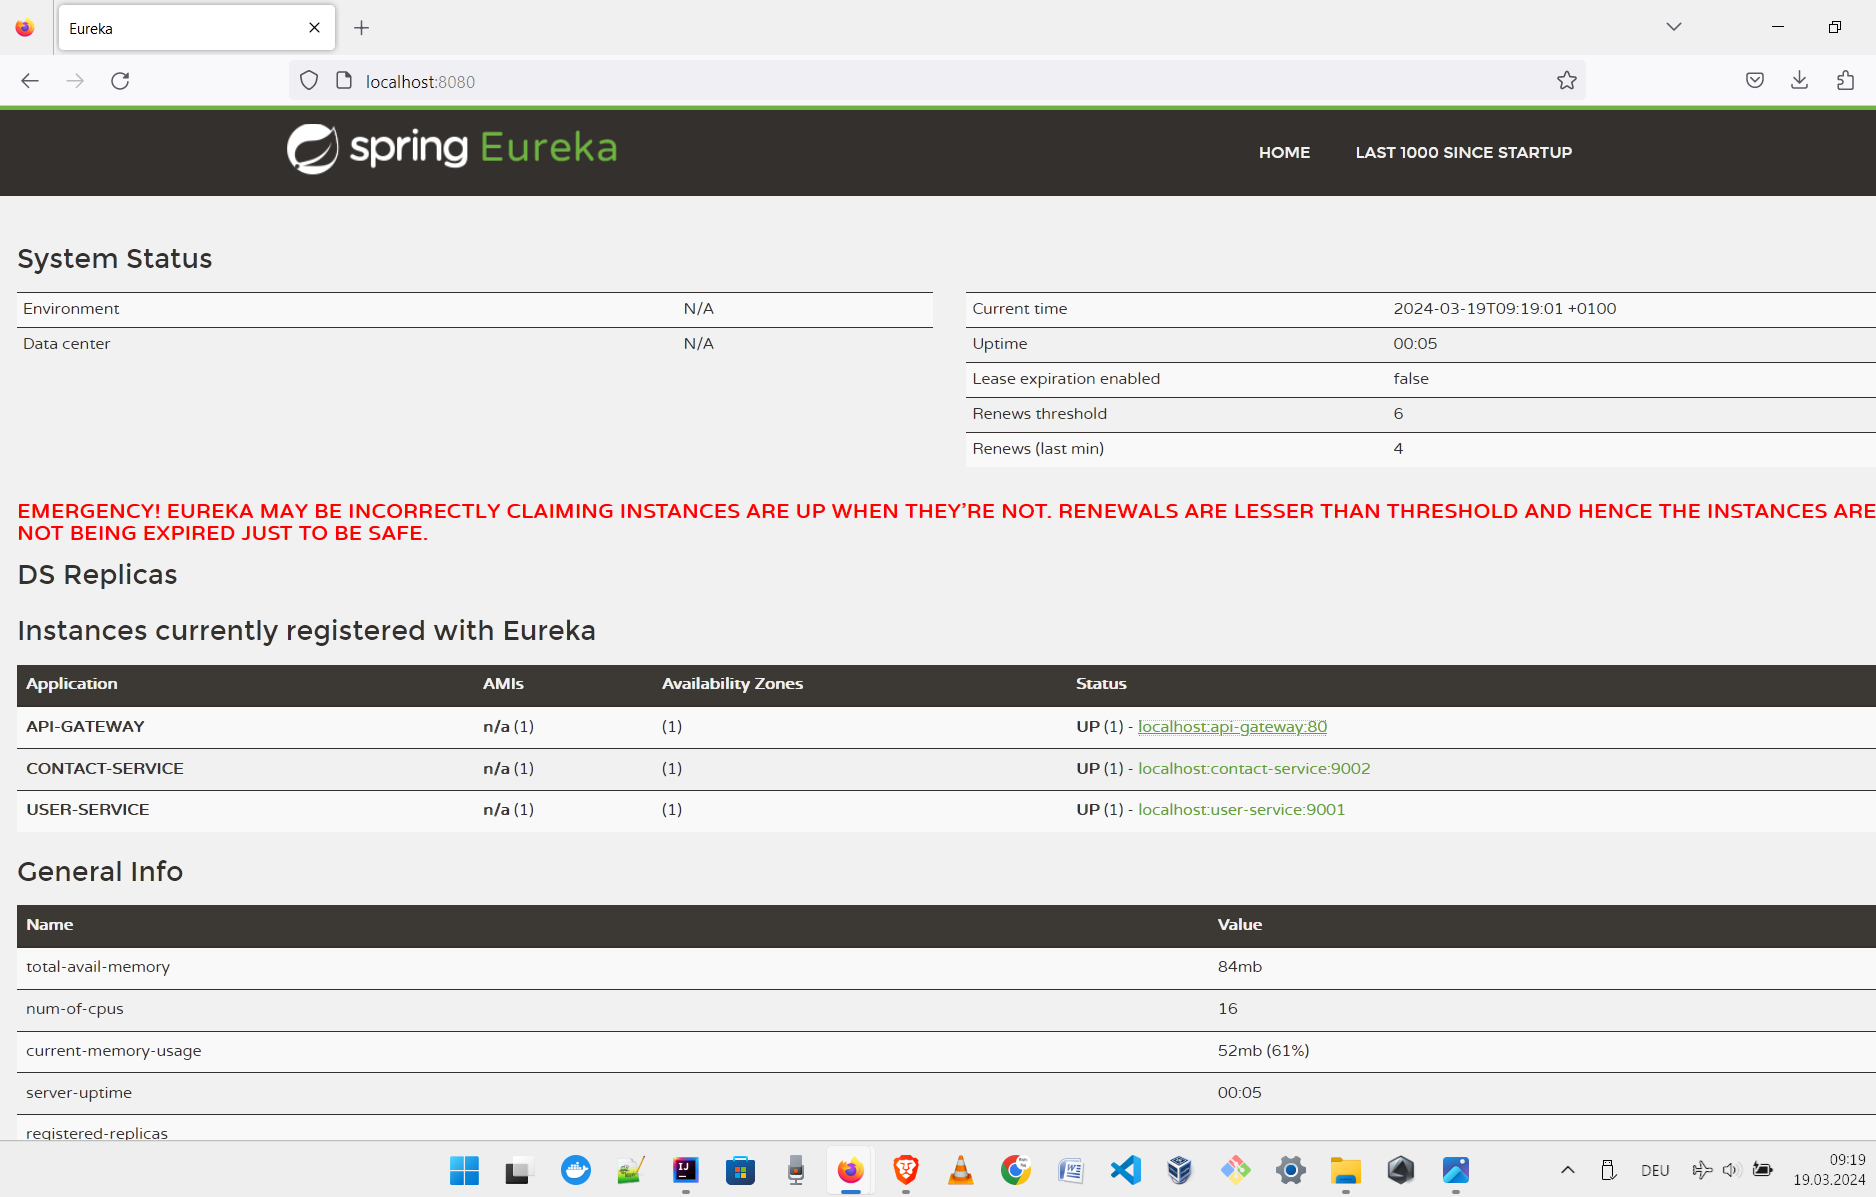 Eureka
localhost:8080
spring Eureka
HOME LAST 1000 SINCE STARTUP
System Status
Environment N/A
Data center N/A
Current time 2024-03-19T09:19:01 +0100
Uptime 00:05
Lease expiration enabled false
Renews threshold 6
Renews (last min) 4
EMERGENCY! EUREKA MAY BE INCORRECTLY CLAIMING INSTANCES ARE UP WHEN THEY'RE NOT. RENEWALS ARE LESSER THAN THRESHOLD AND HENCE THE INSTANCES ARE
NOT BEING EXPIRED JUST TO BE SAFE.
DS Replicas
Instances currently registered with Eureka
Application AMIs Availability Zones Status
API-GATEWAY n/a (1) (1) UP (1) - localhost:api-gateway:80
CONTACT-SERVICE n/a (1) (1) UP (1) - localhost:contact-service:9002
USER-SERVICE n/a (1) (1) UP (1) - localhost:user-service:9001
General Info
Name Value
total-avail-memory 84mb
num-of-cpus 16
current-memory-usage 52mb (61%)
server-uptime 00:05
registered-replicas
DEU
09:19
19.03.2024